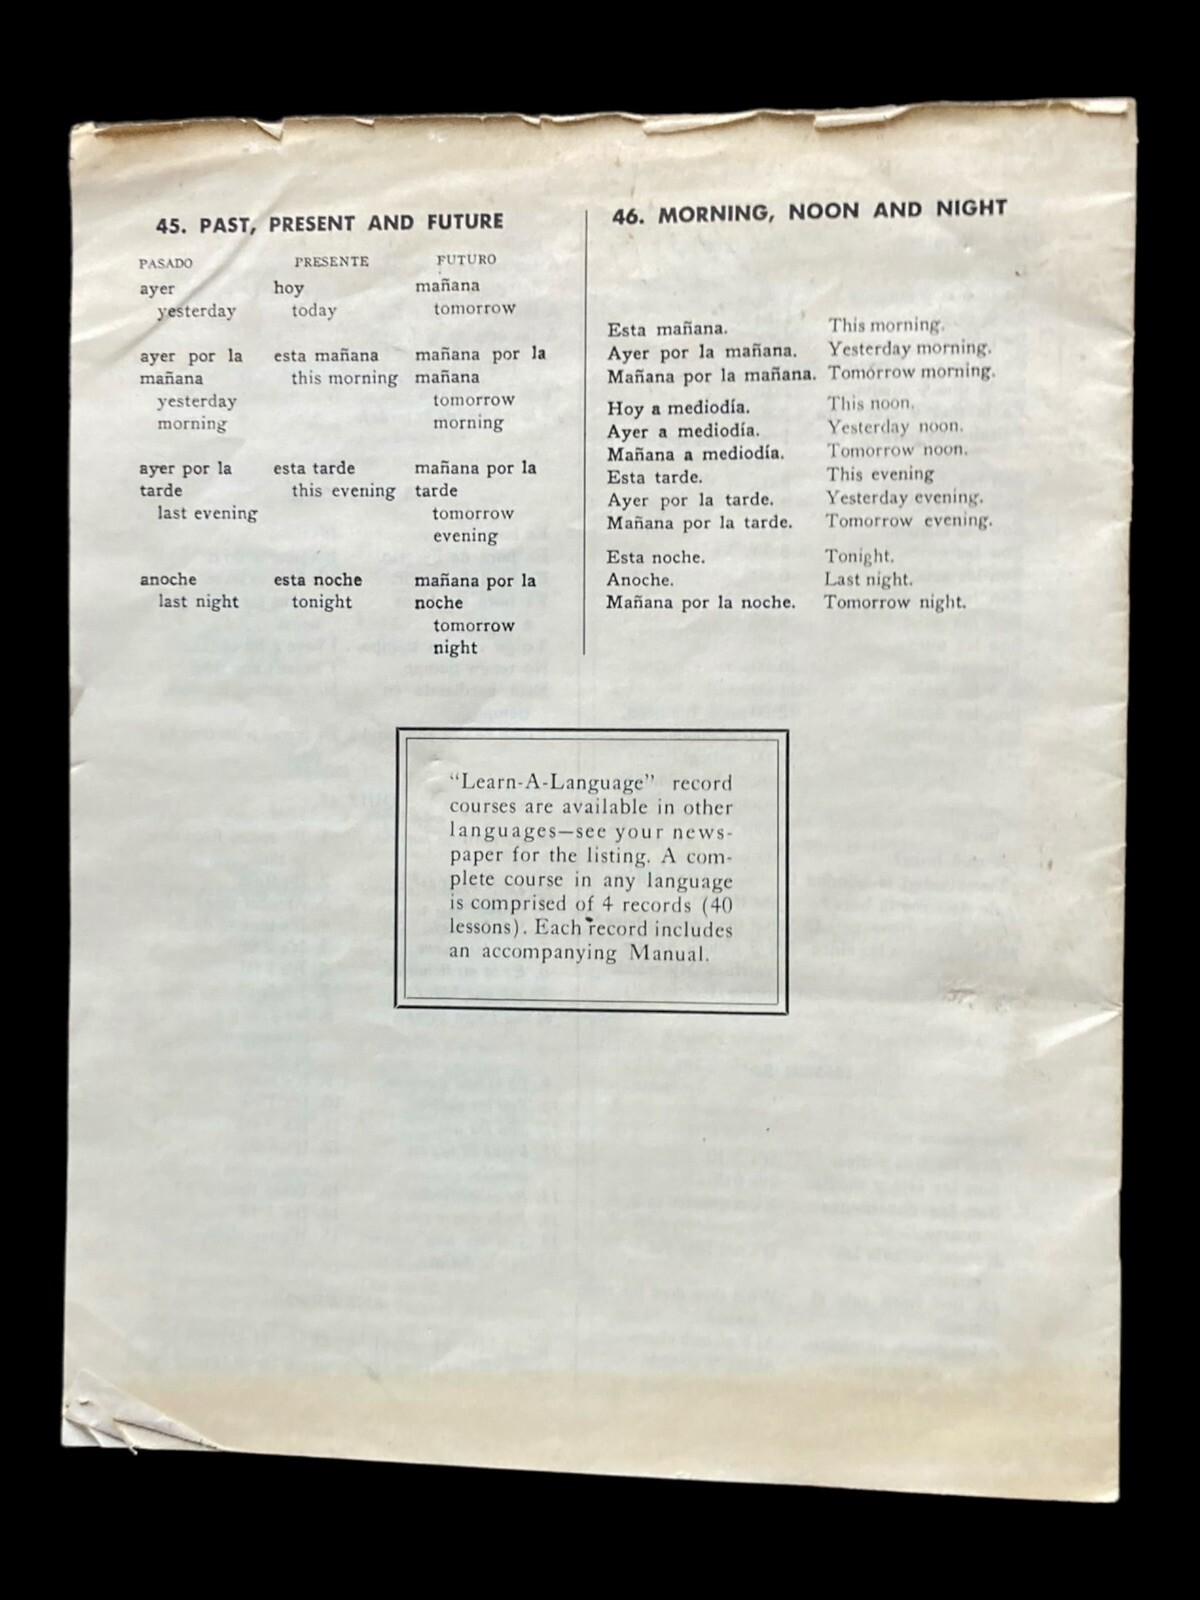 45. PAST, PRESENT AND FUTURE
PASADO PRESENTE FUTURO
ayer hoy mañana
yesterday today tomorrow
ayer por la esta mañana mañana por la
mañana this morning mañana
yesterday tomorrow
morning morning
ayer por la esta tarde mañana por la
tarde this evening tarde
last evening tomorrow
evening
anoche esta noche mañana por la
last night tonight noche
tomorrow
night
46. MORNING, NOON AND NIGHT
Esta mañana. This morning.
Ayer por la mañana. Yesterday morning.
Mañana por la mañana. Tomorrow morning.
Hoy a mediodía. This noon.
Ayer a mediodía. Yesterday noon.
Mañana a mediodía. Tomorrow noon.
Esta tarde. This evening
Ayer por la tarde. Yesterday evening.
Mañana por la tarde. Tomorrow evening.
Esta noche. Tonight.
Anoche. Last night.
Mañana por la noche. Tomorrow night.
“Learn-A-Language” record
courses are available in other
languages—see your news-
paper for the listing. A com-
plete course in any language
is comprised of 4 records (40
lessons). Each record includes
an accompanying Manual.